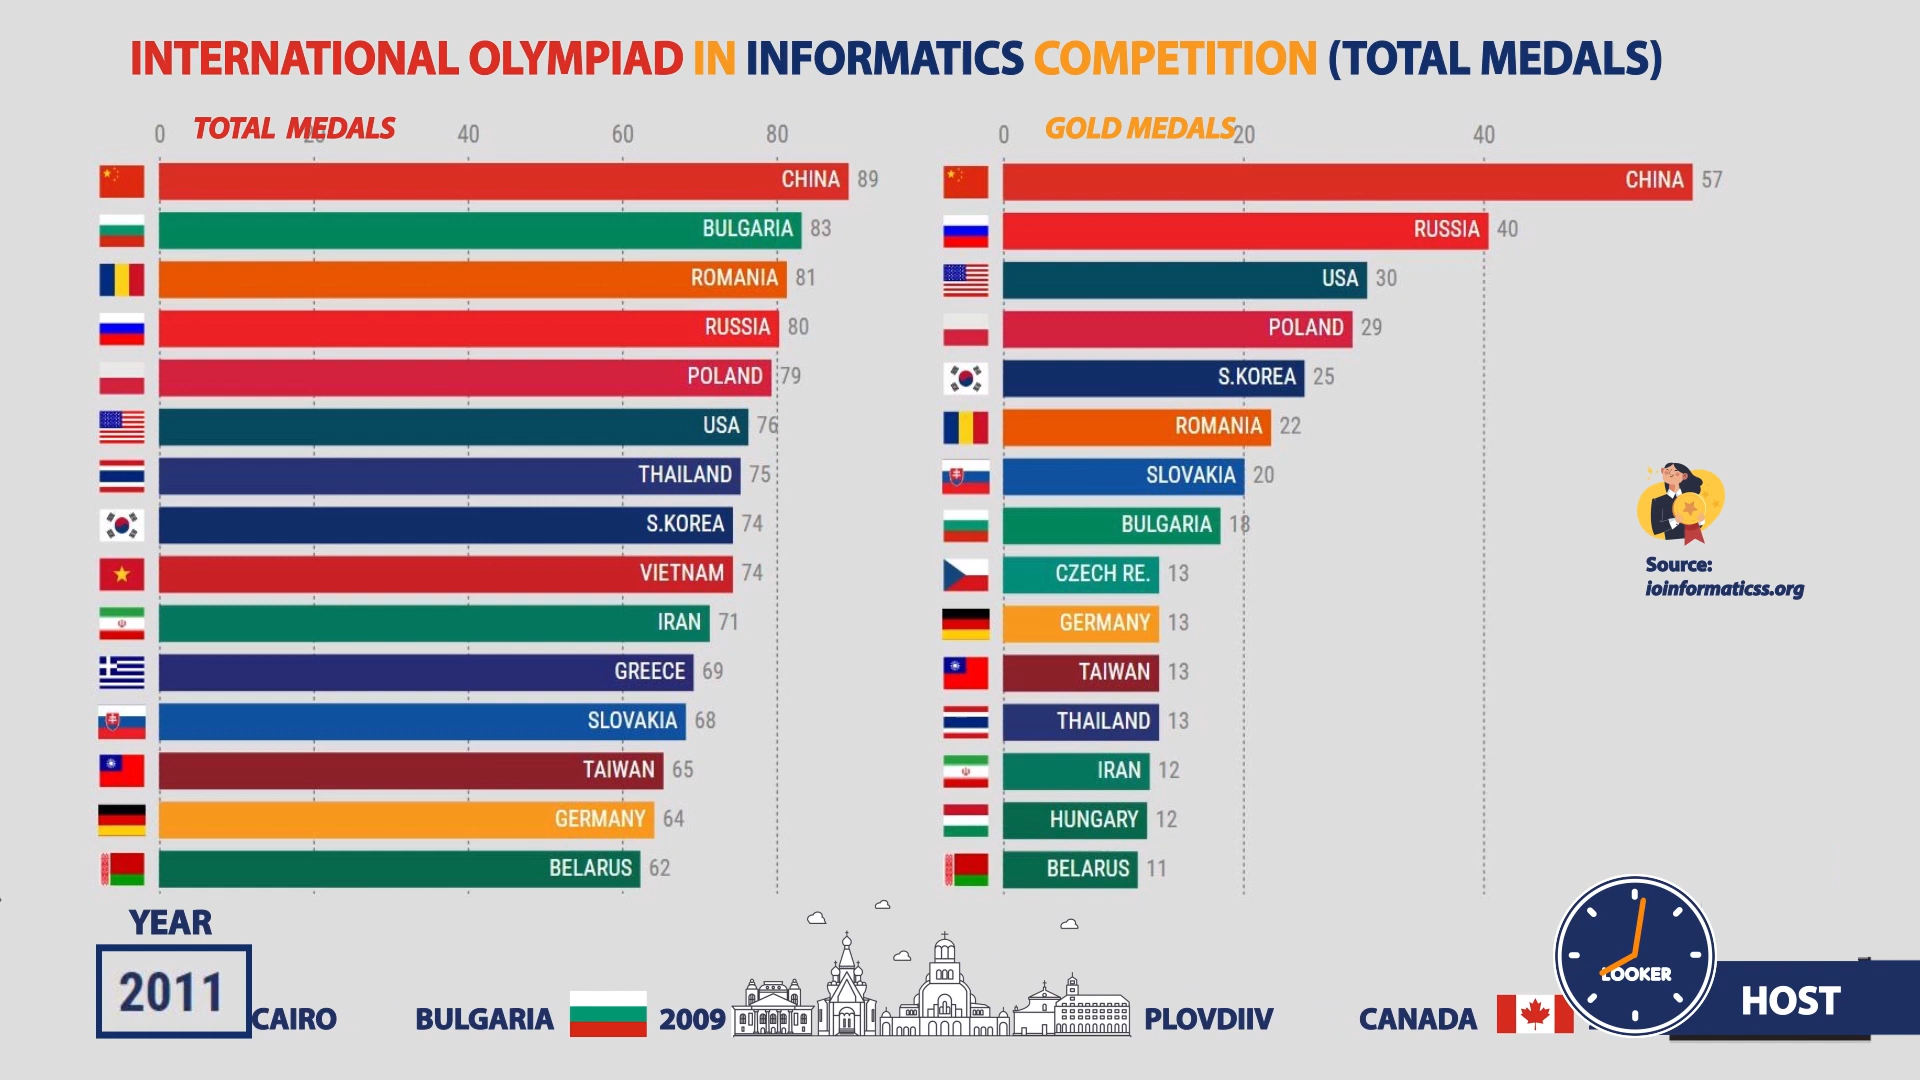 INTERNATIONAL OLYMPIAD IN INFORMATICS COMPETITION (TOTAL MEDALS)
TOTAL MEDALS
0 20 40 60 80
CHINA 89
BULGARIA 83
ROMANIA 81
RUSSIA 80
POLAND 79
USA 76
THAILAND 75
S.KOREA 74
VIETNAM 74
IRAN 71
GREECE 69
SLOVAKIA 68
TAIWAN 65
GERMANY 64
BELARUS 62
GOLD MEDALS
0 20 40
CHINA 57
RUSSIA 40
USA 30
POLAND 29
S.KOREA 25
ROMANIA 22
SLOVAKIA 20
BULGARIA 18
CZECH RE. 13
GERMANY 13
TAIWAN 13
THAILAND 13
IRAN 12
HUNGARY 12
BELARUS 11
Source:
ioinformaticss.org
YEAR
2011
CAIRO BULGARIA 2009 PLOVDIIV CANADA
LOOKER
HOST